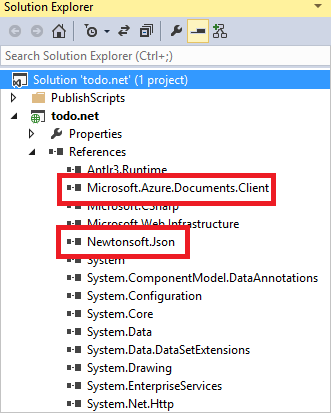 Solution Explorer
Search Solution Explorer (Ctrl+;)
Solution 'todo.net' (1 project)
PublishScripts
todo.net
Properties
References
Antlr3.Runtime
Microsoft.Azure.Documents.Client
Microsoft.CSharp
Microsoft.Web.Infrastructure
Newtonsoft.Json
System
System.ComponentModel.DataAnnotations
System.Configuration
System.Core
System.Data
System.Data.DataSetExtensions
System.Drawing
System.EnterpriseServices
System.Net.Http